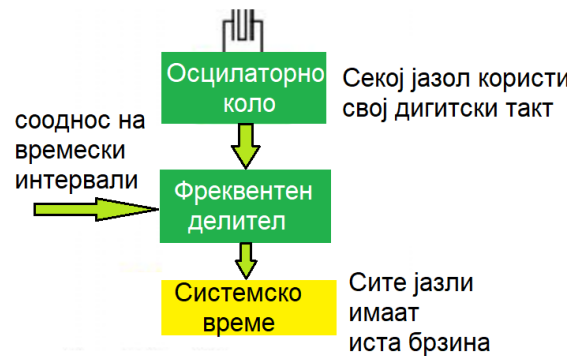 Осцилаторно
коло
Секој јазол користи
свој дигитски такт
сооднос на
времески
интервали
Фреквентен
делител
Системско
време
Сите јазли
имаат
иста брзина